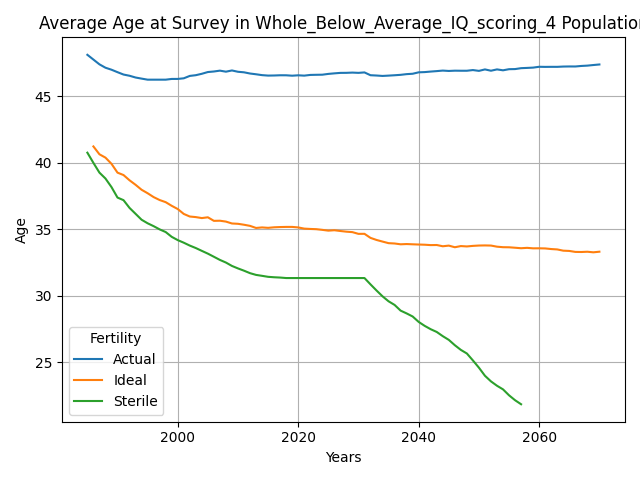 Average Age at Survey in Whole_Below_Average_IQ_scoring_4 Population
45
40
35
30
25
Age
Fertility
Actual
Ideal
Sterile
2000
2020
2040
2060
Years